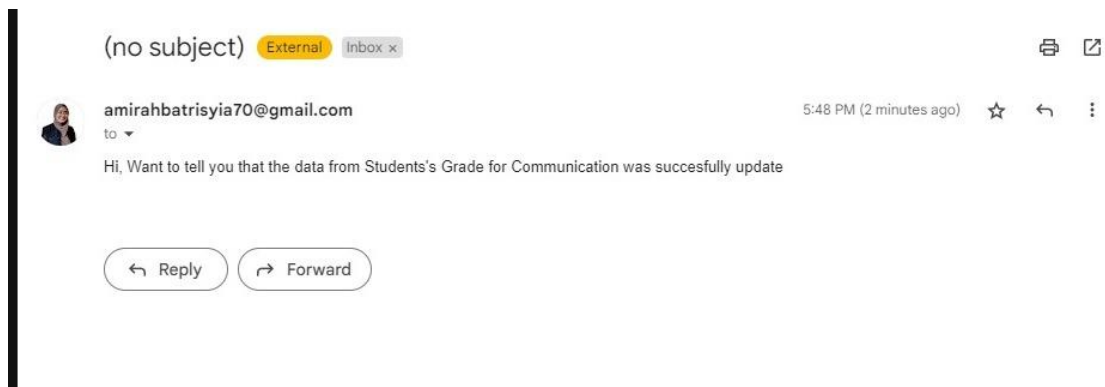 (no subject) External Inbox x
amirahbatrisyia70@gmail.com 5:48 PM (2 minutes ago)
to
Hi, Want to tell you that the data from Students's Grade for Communication was succesfully update
Reply Forward